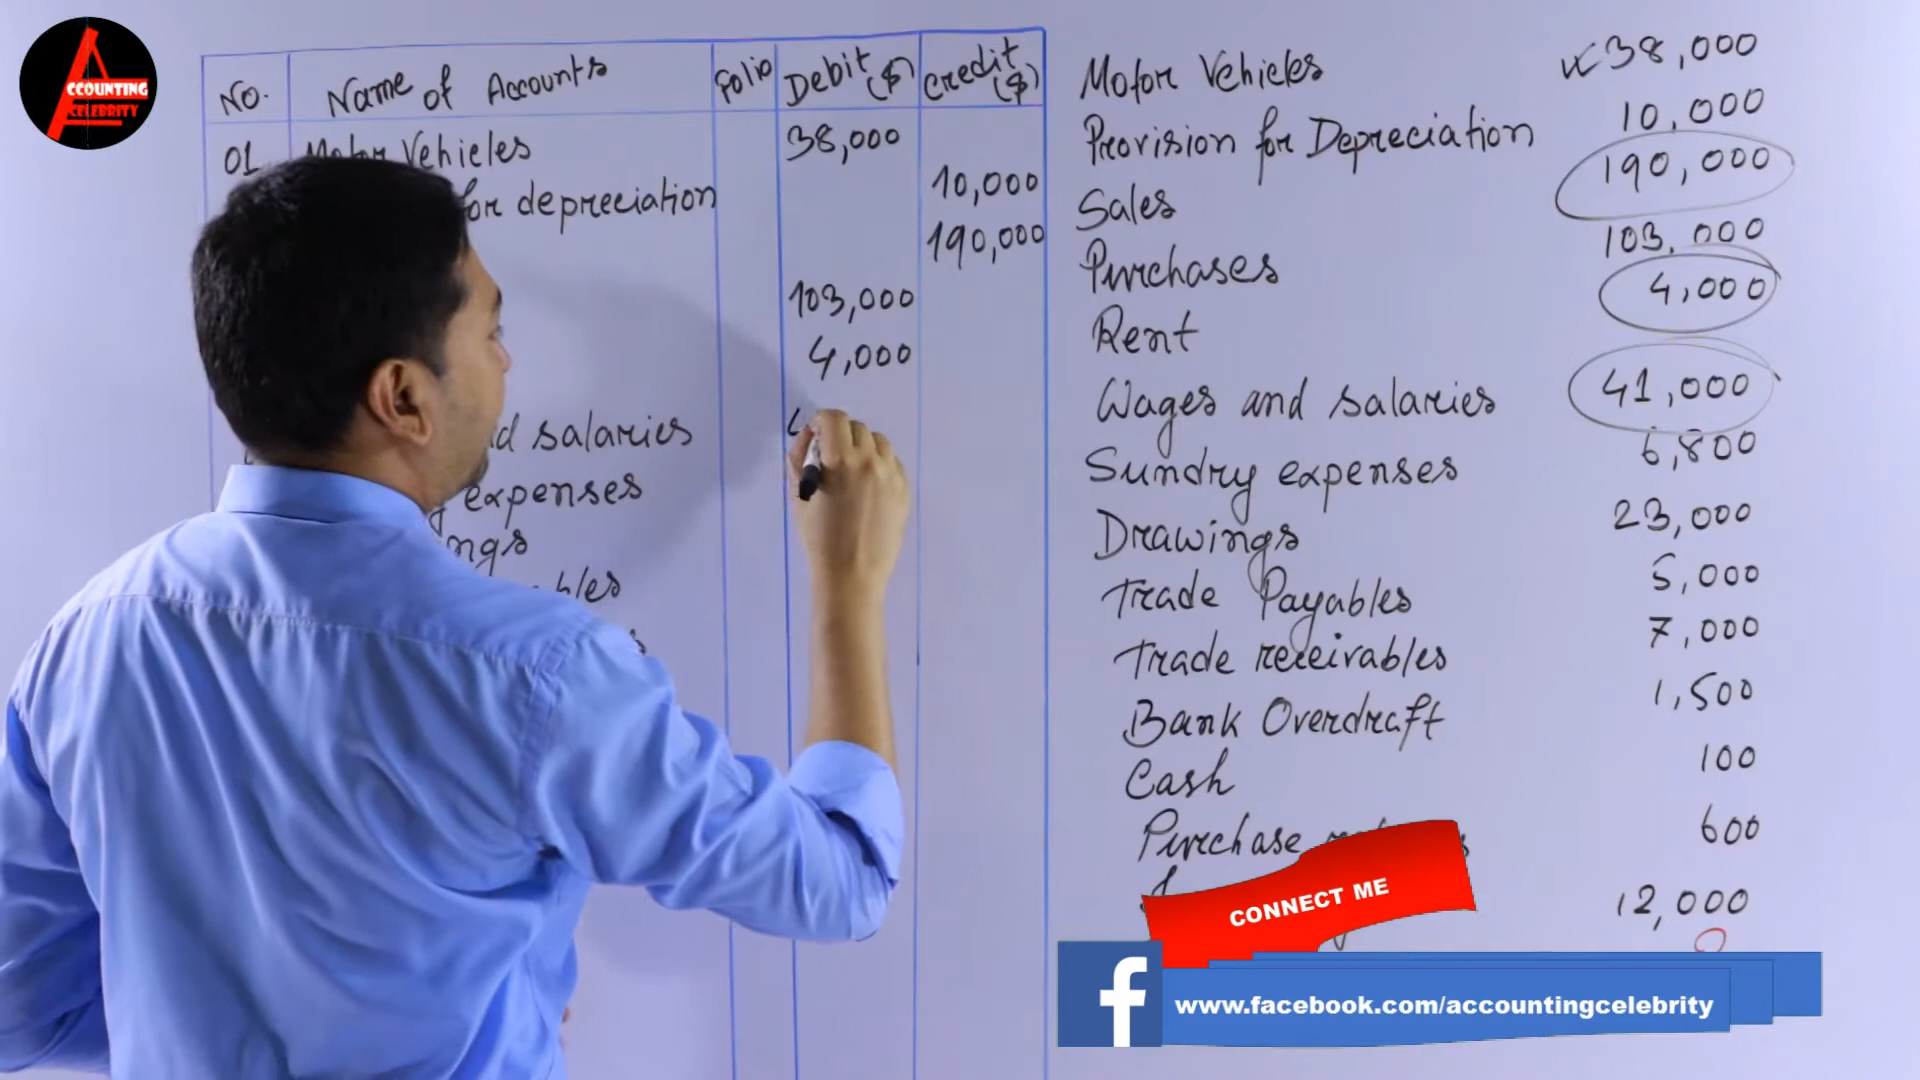 ACCOUNTING
CELEBRITY
No. Name of Accounts Folio Debit ($) Credit ($)
01 Motor Vehicles 38,000
for depreciation 10,000
190,000
103,000
4,000
salaries
expenses
Motor Vehicles 38,000
Provision for Depreciation 10,000
Sales 190,000
Purchases 103,000
Rent 4,000
Wages and salaries 41,000
Sundry expenses 6,800
Drawings 23,000
Trade Payables 5,000
Trade receivables 7,000
Bank Overdraft 1,500
Cash 100
Purchase 600
12,000
CONNECT ME
f
www.facebook.com/accountingcelebrity